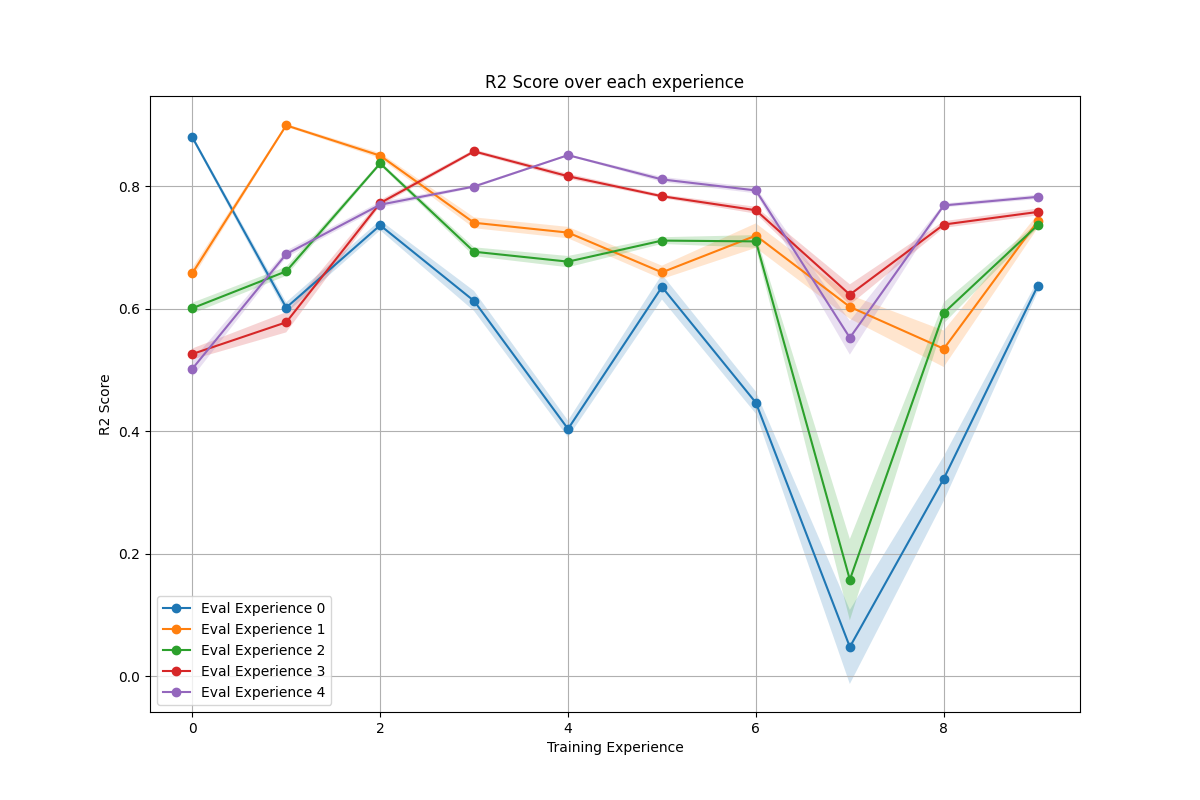 R2 Score over each experience
R2 Score
0.8
0.6
0.4
0.2
0.0
Eval Experience 0
Eval Experience 1
Eval Experience 2
Eval Experience 3
Eval Experience 4
0 2 4 6 8
Training Experience